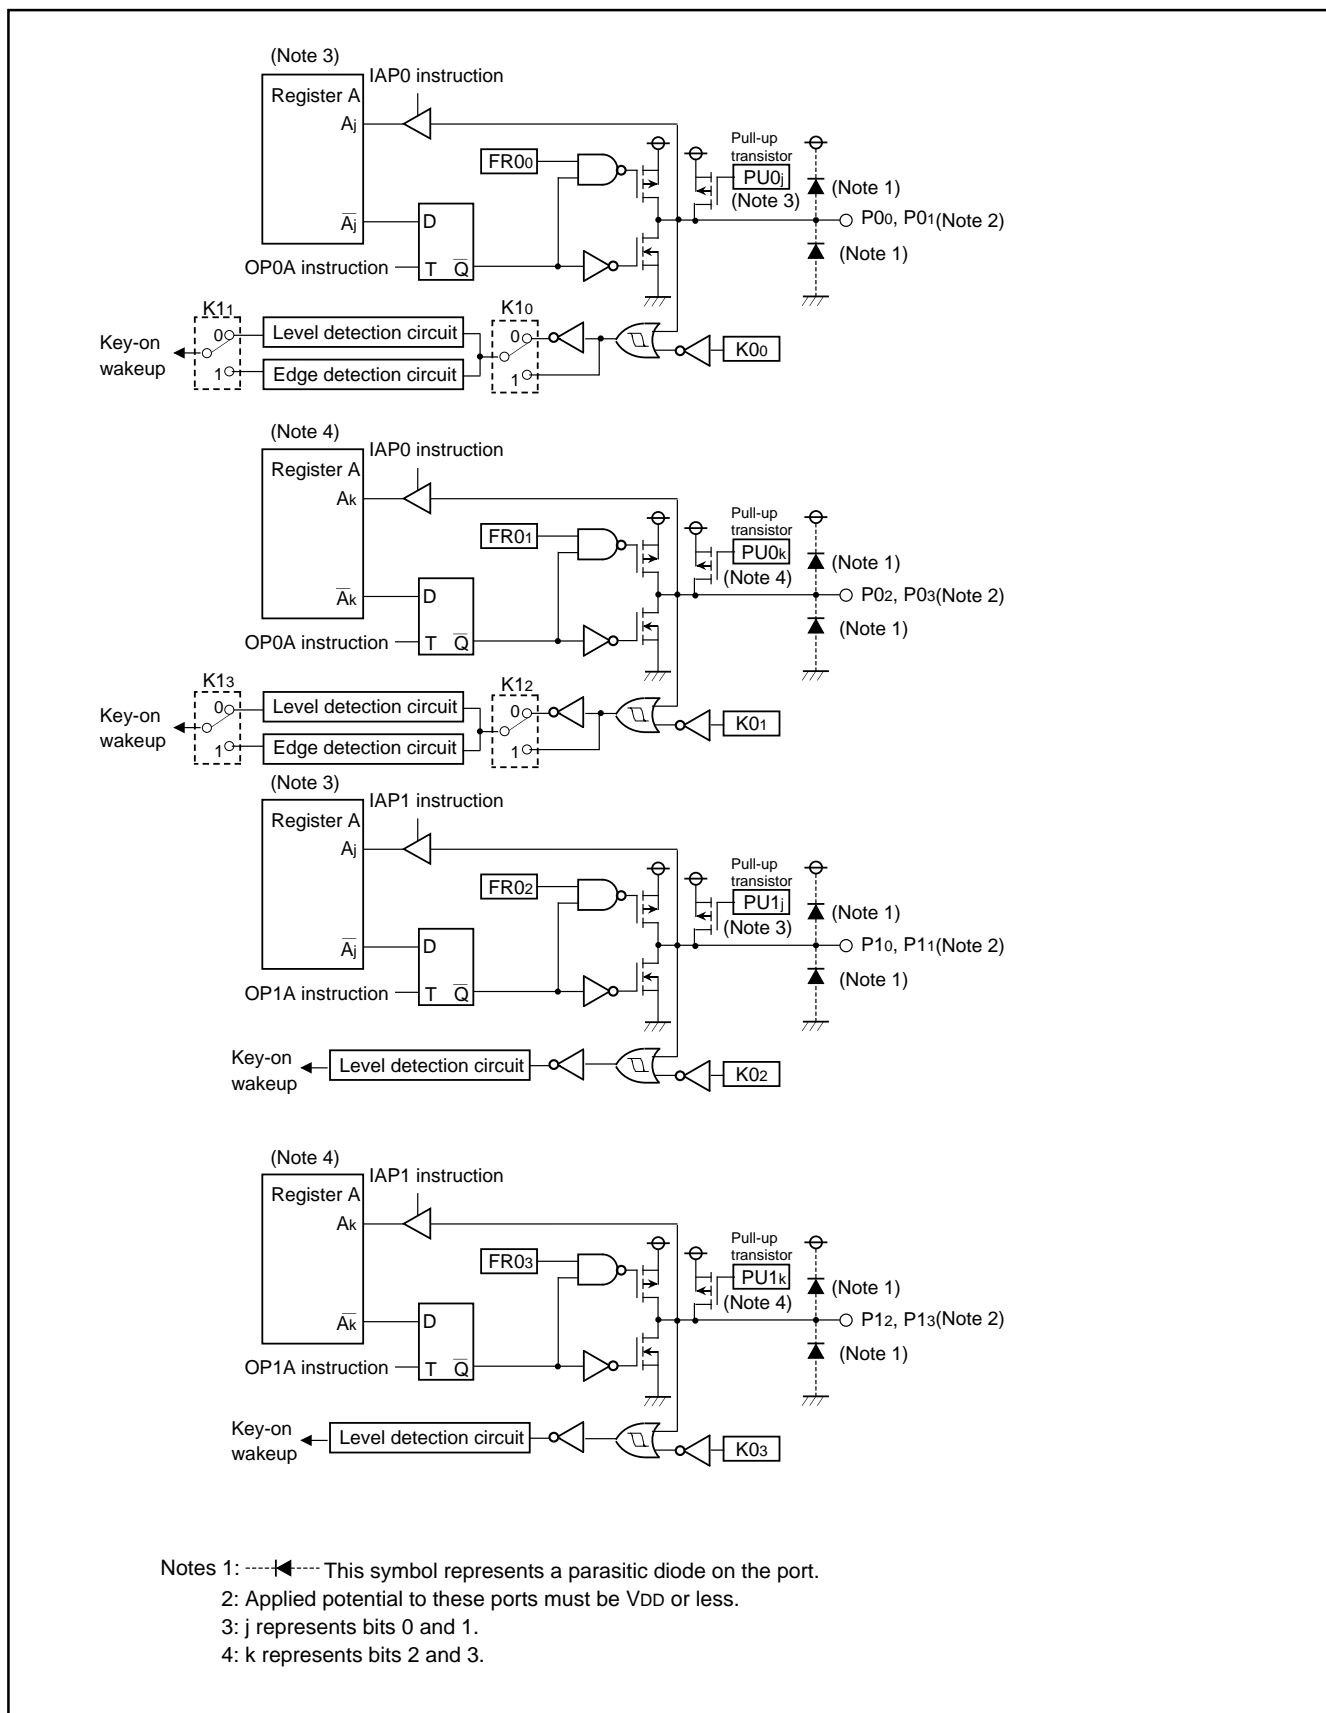 (Note 3)
IAP0 instruction
Register A
Aj
Pull-up
transistor
FR00
PU0j
(Note 1)
(Note 3)
Aj
D
P00, P01(Note 2)
(Note 1)
OP0A instruction
T Q
K11
K10
0
Level detection circuit
0
Key-on
wakeup
K00
1
Edge detection circuit
1
(Note 4)
IAP0 instruction
Register A
Ak
Pull-up
transistor
FR01
PU0k
(Note 1)
(Note 4)
Ak
D
P02, P03(Note 2)
(Note 1)
OP0A instruction
T Q
K13
K12
0
Level detection circuit
0
Key-on
wakeup
K01
1
Edge detection circuit
1
(Note 3)
IAP1 instruction
Register A
Aj
Pull-up
transistor
FR02
PU1j
(Note 1)
(Note 3)
Aj
D
P10, P11(Note 2)
(Note 1)
OP1A instruction
T Q
Key-on
wakeup
Level detection circuit
K02
(Note 4)
IAP1 instruction
Register A
Ak
Pull-up
transistor
FR03
PU1k
(Note 1)
(Note 4)
Ak
D
P12, P13(Note 2)
(Note 1)
OP1A instruction
T Q
Key-on
wakeup
Level detection circuit
K03
Notes 1: This symbol represents a parasitic diode on the port.
2: Applied potential to these ports must be VDD or less.
3: j represents bits 0 and 1.
4: k represents bits 2 and 3.